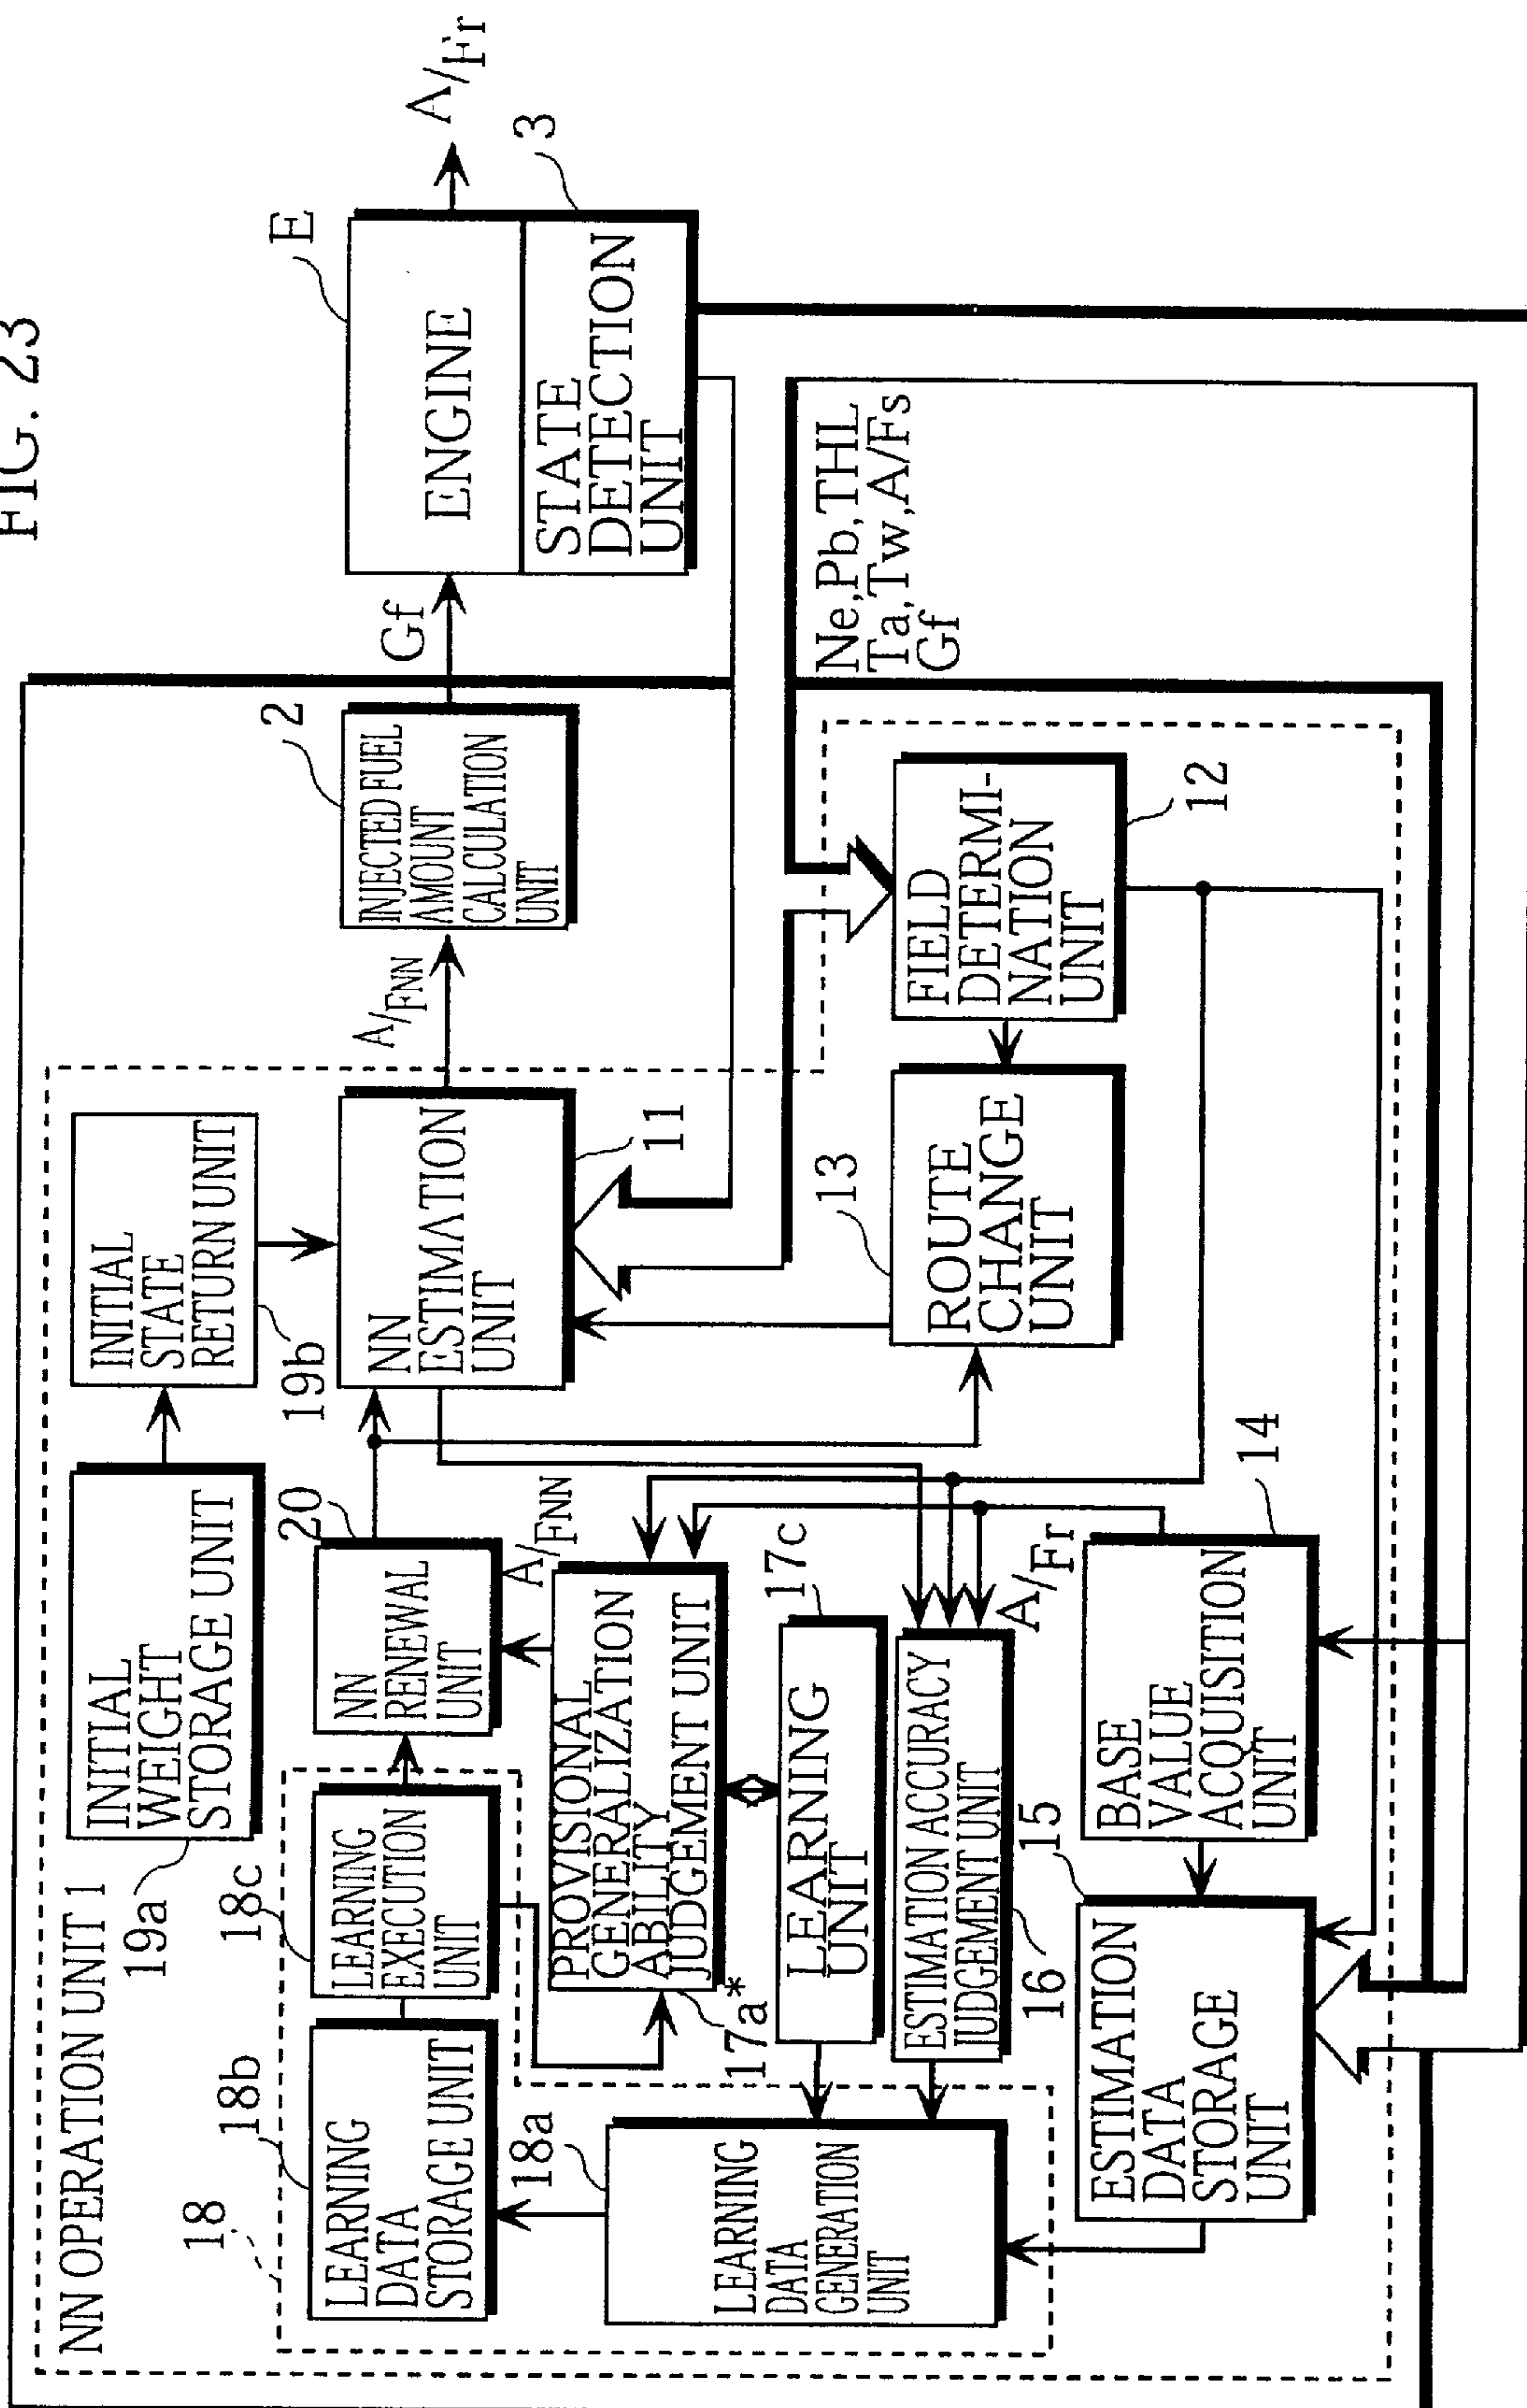 FIG. 23
NN OPERATION UNIT 1
19a
INITIAL
WEIGHT
STORAGE UNIT
INITIAL
STATE
RETURN UNIT
19b
18
18b
LEARNING
DATA
STORAGE UNIT
18c
LEARNING
EXECUTION
UNIT
20
NN
RENEWAL
UNIT
NN
ESTIMATION
UNIT
11
A/FNN
2
INJECTED FUEL
AMOUNT
CALCULATION
UNIT
Gf
E
ENGINE
A/Fr
STATE
DETECTION
UNIT
3
A/FNN
PROVISIONAL
GENERALIZATION
ABILITY
JUDGEMENT UNIT
17a*
18a
LEARNING
DATA
GENERATION
UNIT
17c
LEARNING
UNIT
ESTIMATION ACCURACY
JUDGEMENT UNIT
16
A/Fr
13
ROUTE
CHANGE
UNIT
FIELD
DETERMI-
NATION
UNIT
12
Ne,Pb,THL
Ta,Tw,A/Fs
Gf
15
ESTIMATION
DATA
STORAGE
UNIT
BASE
VALUE
ACQUISITION
UNIT
14